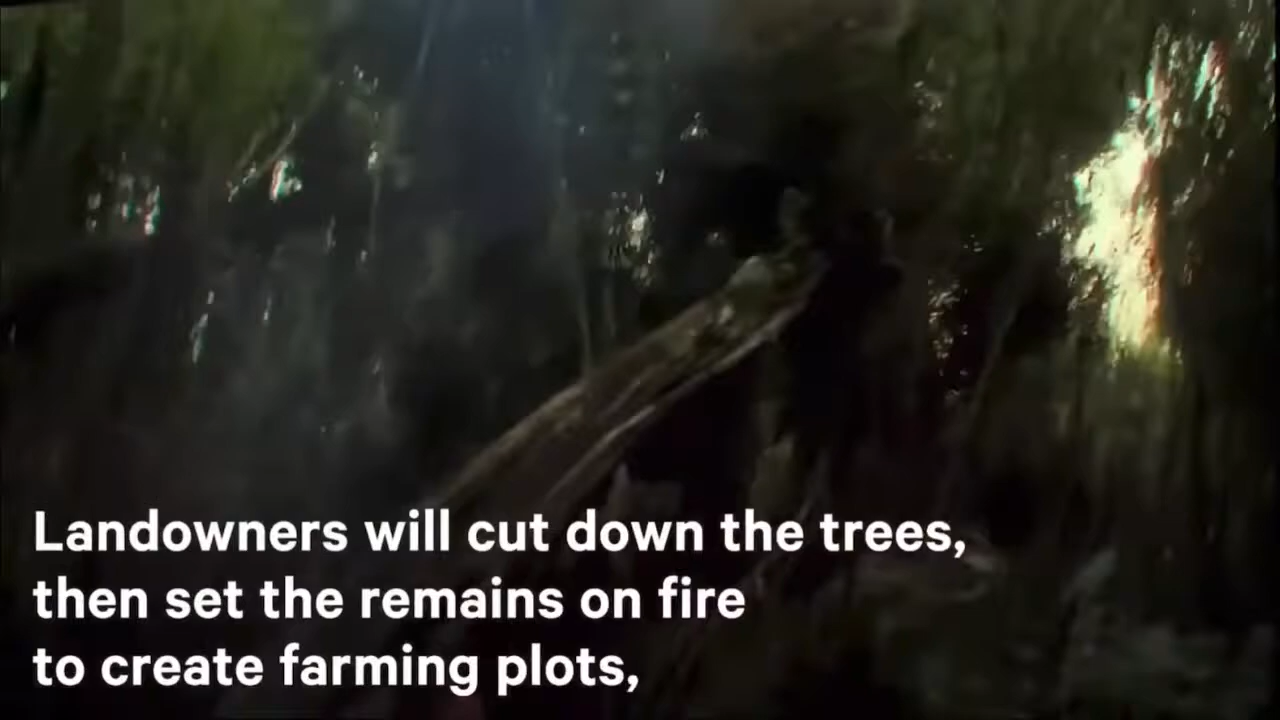 Landowners will cut down the trees,
then set the remains on fire
to create farming plots,